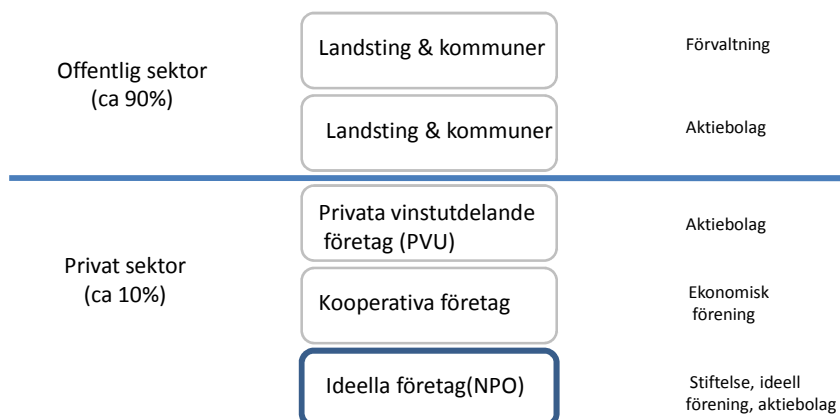 Landsting & kommuner
Förvaltning
Offentlig sektor
(ca 90%)
Landsting & kommuner
Aktiebolag
Privata vinstutdelande
företag (PVU)
Aktiebolag
Privat sektor
(ca 10%)
Kooperativa företag
Ekonomisk
förening
Ideella företag(NPO)
Stiftelse, ideell
förening, aktiebolag